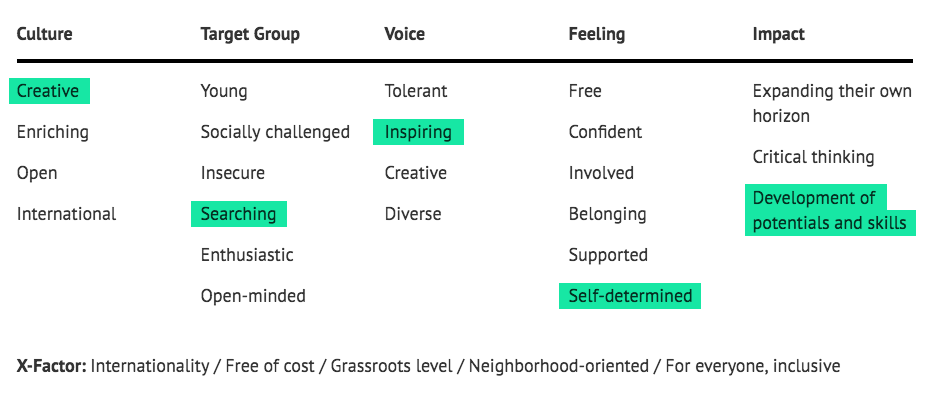 Culture Target Group Voice Feeling Impact
Creative Young Tolerant Free Expanding their own
horizon
Enriching Socially challenged Inspiring Confident
Critical thinking
Open Insecure Creative Involved
Development of
International Searching Diverse Belonging
potentials and skills
Enthusiastic Supported
Open-minded Self-determined
X-Factor: Internationality / Free of cost / Grassroots level / Neighborhood-oriented / For everyone, inclusive